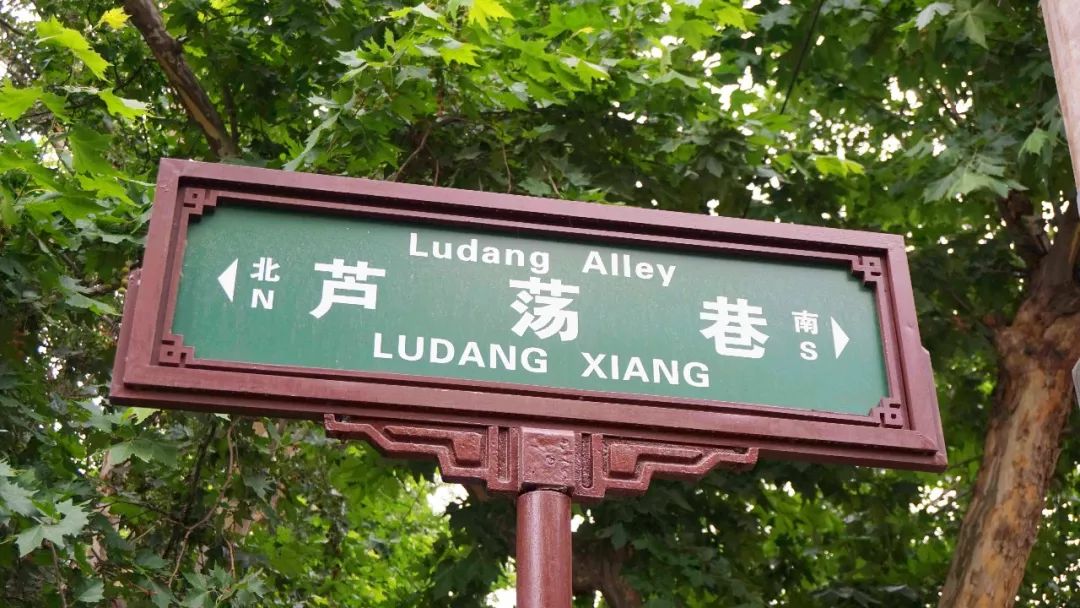 Ludang Alley
北 芦荡巷 南
N S
LUDANG XIANG